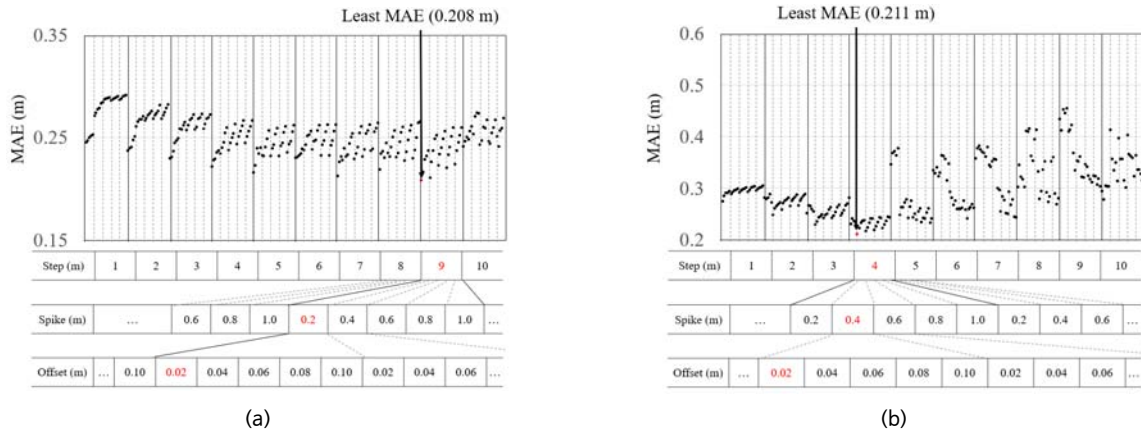 Least MAE (0.208 m)
0.35
0.25
0.15
MAE (m)
Step (m) 1 2 3 4 5 6 7 8 9 10
Spike (m) ... 0.6 0.8 1.0 0.2 0.4 0.6 0.8 1.0 ...
Offset (m) ... 0.10 0.02 0.04 0.06 0.08 0.10 0.02 0.04 0.06 ...
(a)
Least MAE (0.211 m)
0.6
0.5
0.4
0.3
0.2
MAE (m)
Step (m) 1 2 3 4 5 6 7 8 9 10
Spike (m) ... 0.2 0.4 0.6 0.8 1.0 0.2 0.4 0.6 ...
Offset (m) ... 0.02 0.04 0.06 0.08 0.10 0.02 0.04 0.06 ...
(b)